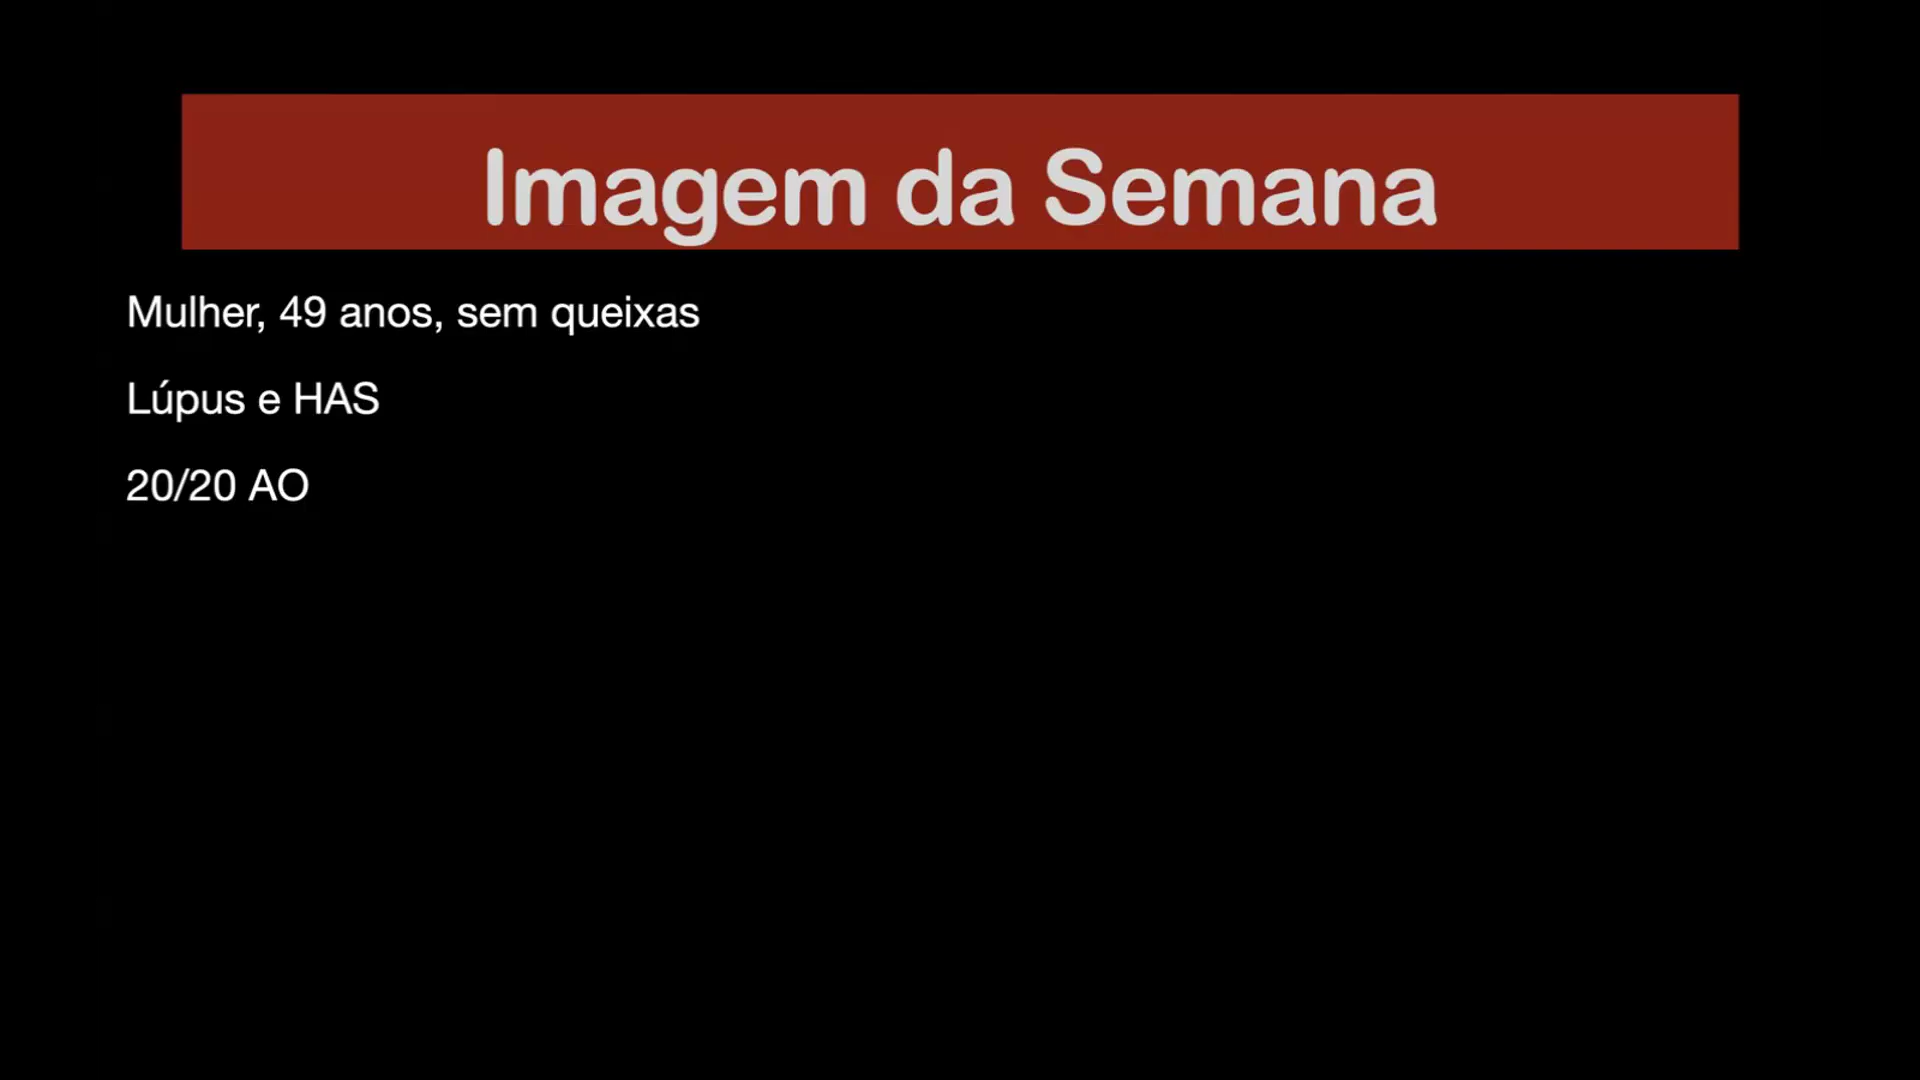 Imagem da Semana
Mulher, 49 anos, sem queixas
Lúpus e HAS
20/20 AO